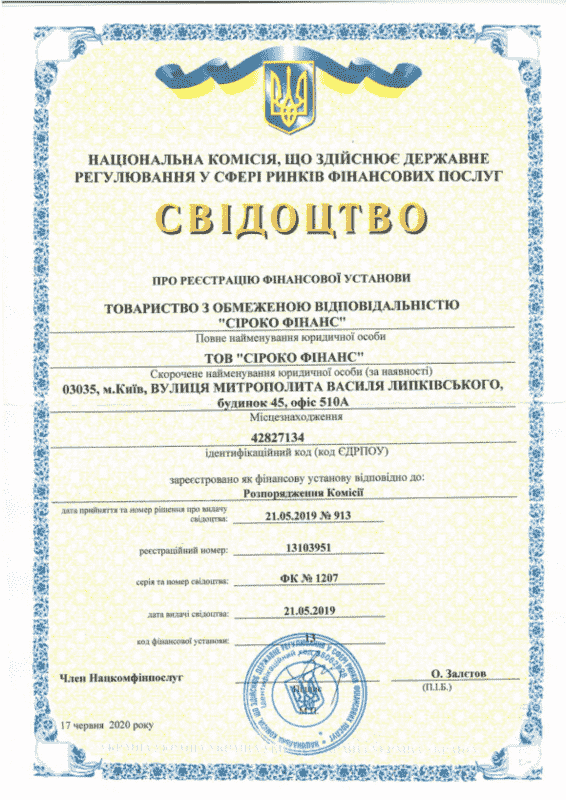 НАЦІОНАЛЬНА КОМІСІЯ, ЩО ЗДІЙСНЮЄ ДЕРЖАВНЕ
РЕГУЛЮВАННЯ У СФЕРІ РИНКІВ ФІНАНСОВИХ ПОСЛУГ
СВІДОЦТВО
ПРО РЕЄСТРАЦІЮ ФІНАНСОВОЇ УСТАНОВИ
ТОВАРИСТВО З ОБМЕЖЕНОЮ ВІДПОВІДАЛЬНІСТЮ
"СІРОКО ФІНАНС"
Повне найменування юридичної особи
ТОВ "СІРОКО ФІНАНС"
Скорочене найменування юридичної особи (за наявності)
03035, м.Київ, ВУЛИЦЯ МИТРОПОЛИТА ВАСИЛЯ ЛИПКІВСЬКОГО,
будинок 45, офіс 510А
Місцезнаходження
42827134
ідентифікаційний код (код ЄДРПОУ)
зареєстровано як фінансову установу відповідно до:
Розпорядження Комісії
дата прийняття та номер рішення про видачу
свідоцтва: 21.05.2019 № 913
реєстраційний номер: 13103951
серія та номер свідоцтва: ФК № 1207
дата видачі свідоцтва: 21.05.2019
код фінансової установи: 13
Член Нацкомфінпослуг О. Залєтов
(П.І.Б.)
17 червня 2020 року